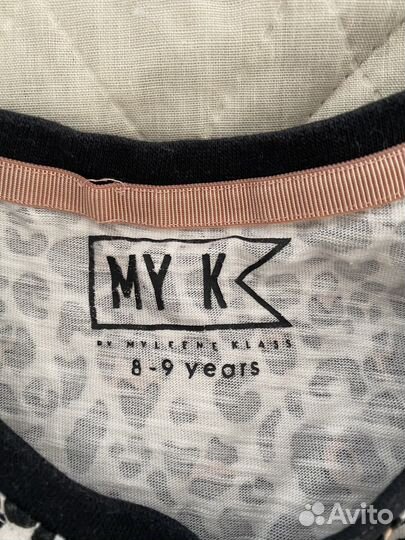 MY K
BY MYLEENE KLASS
8-9 years
Avito